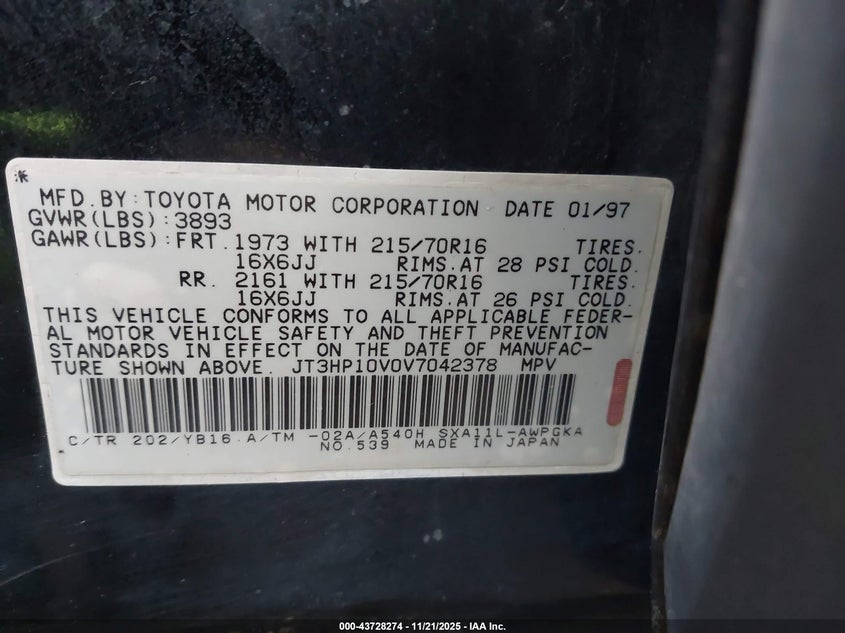 MFD.BY:TOYOTA MOTOR CORPORATION DATE 01/97
GVWR(LBS):3893
GAWR(LBS):FRT.1973 WITH 215/70R16 TIRES.
16X6JJ RIMS.AT 28 PSI COLD.
RR. 2161 WITH 215/70R16 TIRES.
16X6JJ RIMS.AT 26 PSI COLD.
THIS VEHICLE CONFORMS TO ALL APPLICABLE FEDER-
AL MOTOR VEHICLE SAFETY AND THEFT PREVENTION
STANDARDS IN EFFECT ON THE DATE OF MANUFAC-
TURE SHOWN ABOVE. JT3HP10V0V7042378 MPV
C/TR 202/YB16 A/TM -02A/A540H SXA11L-AWPGKA
NO.539 MADE IN JAPAN
000-43728274 - 11/21/2025 - IAA Inc.